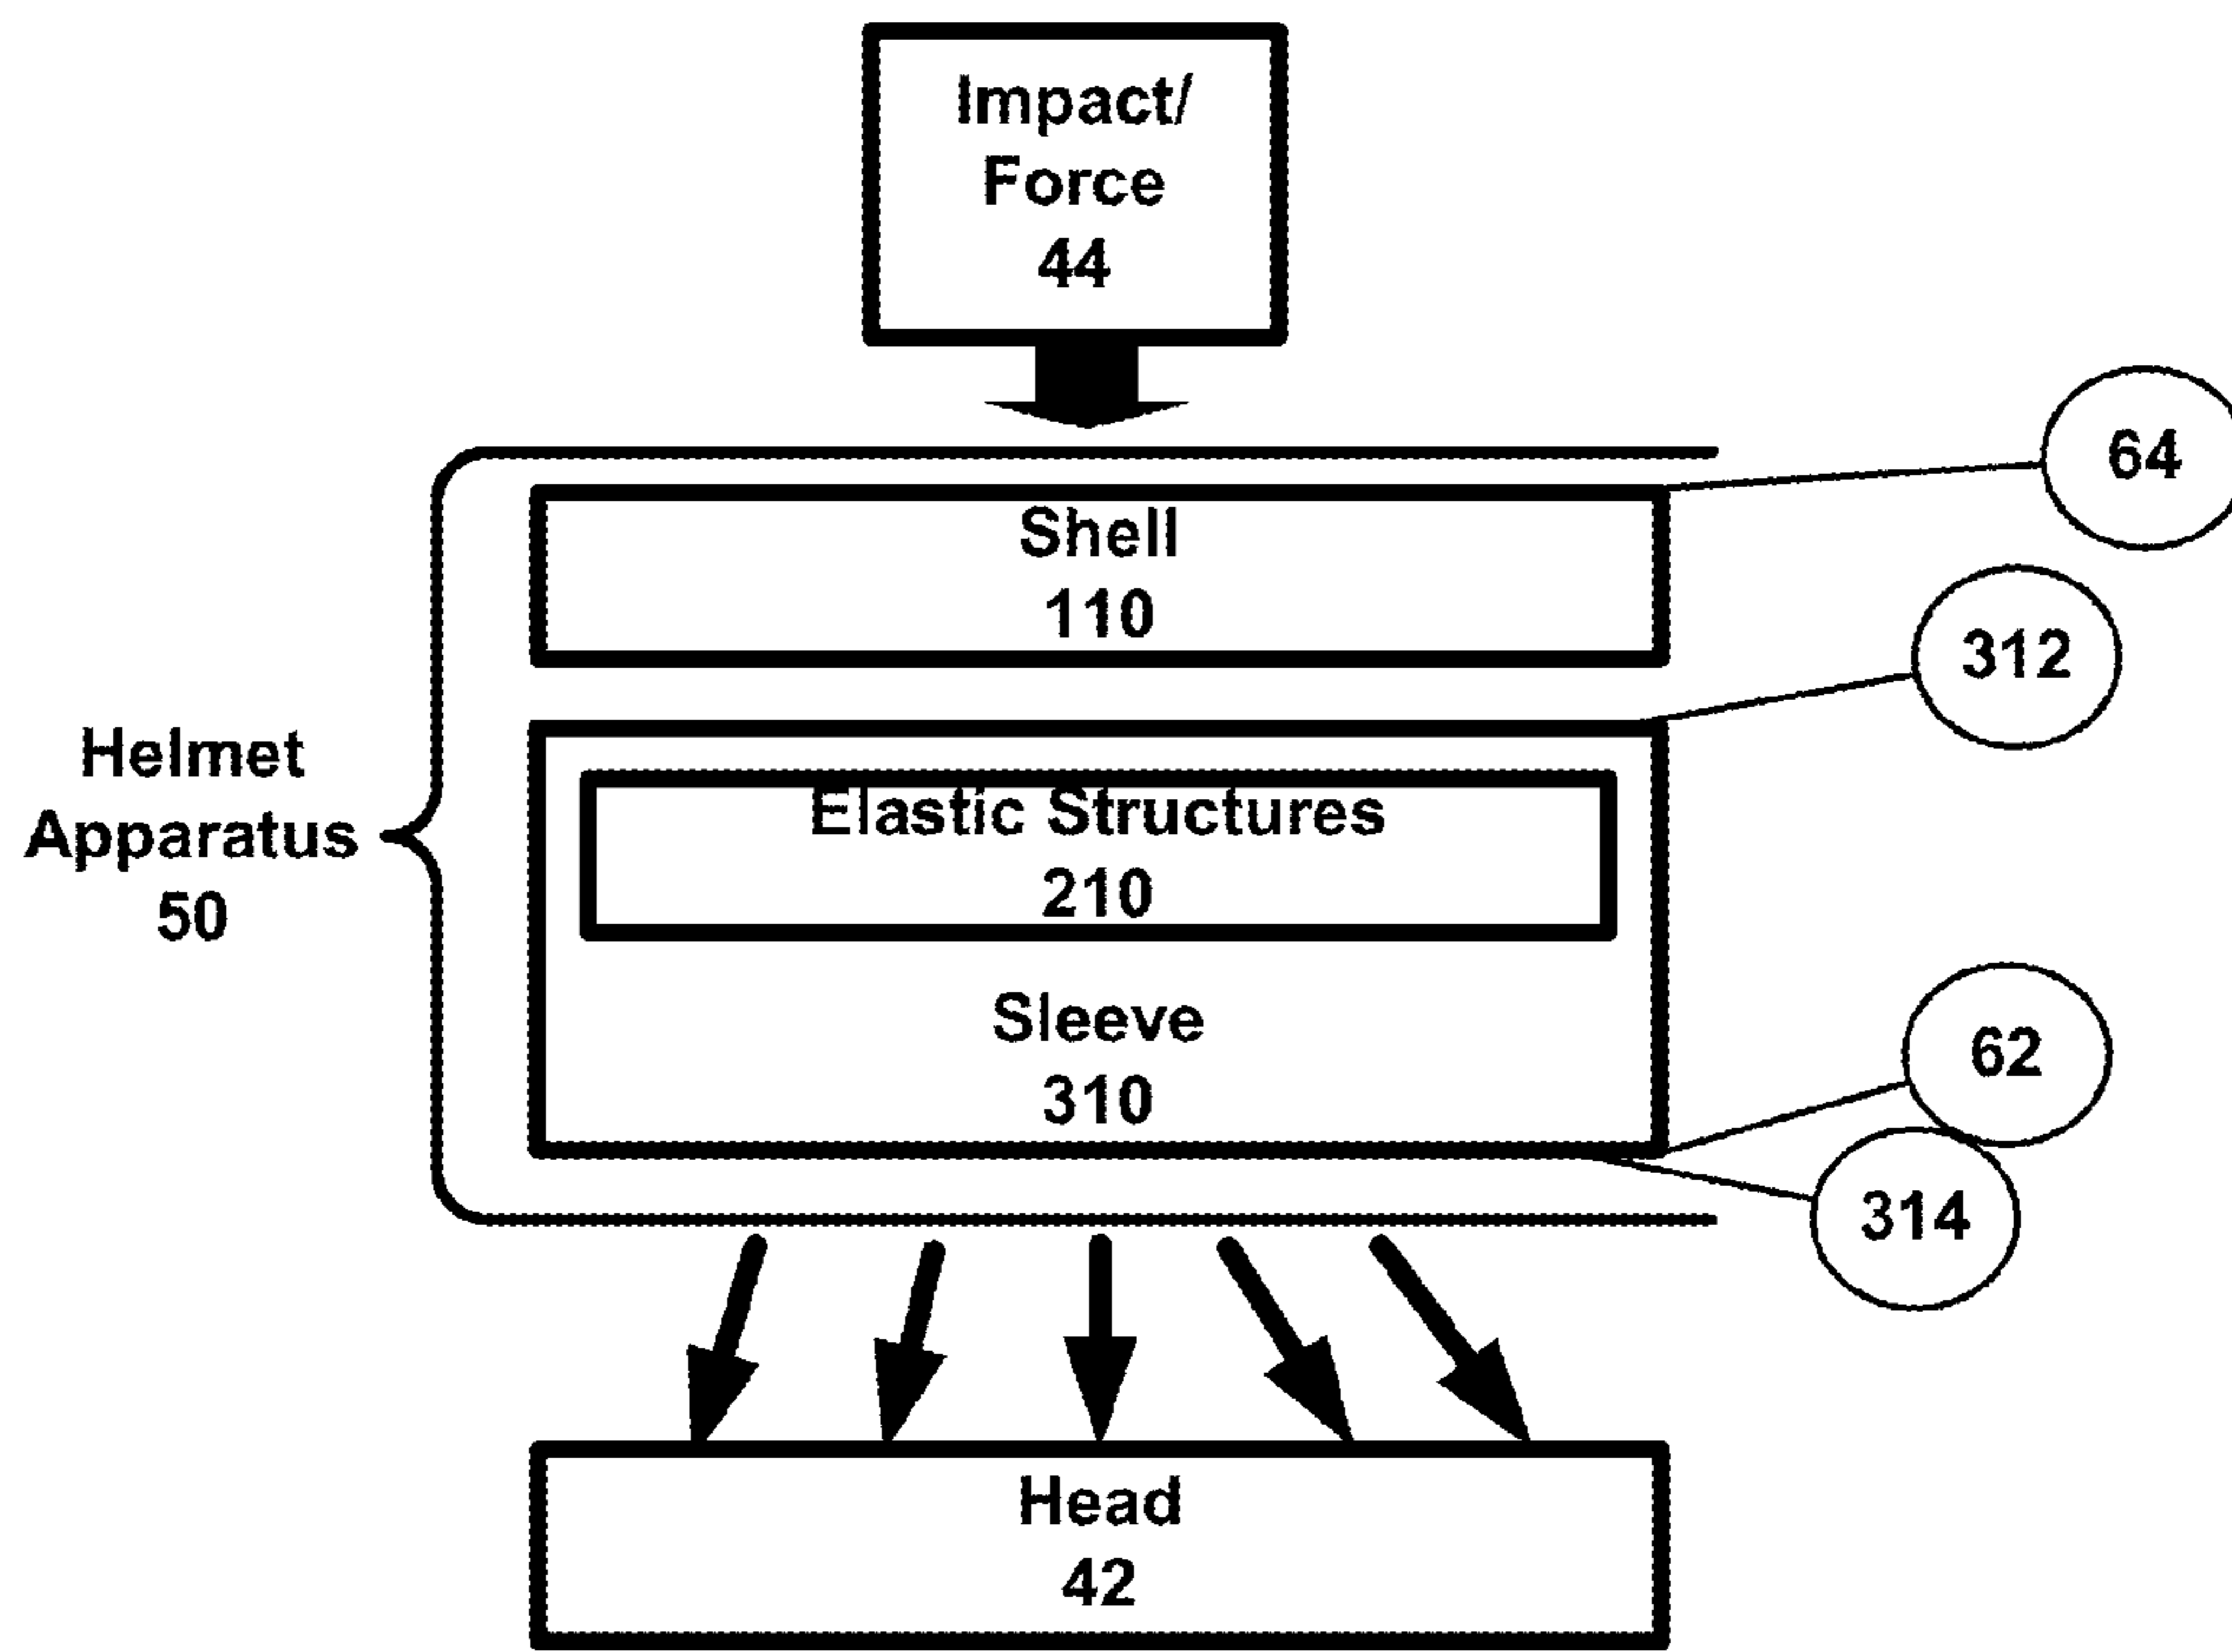 Impact/
Force
44
64
Shell
110
312
Helmet
Apparatus
50
Elastic Structures
210
Sleeve
310
62
314
Head
42